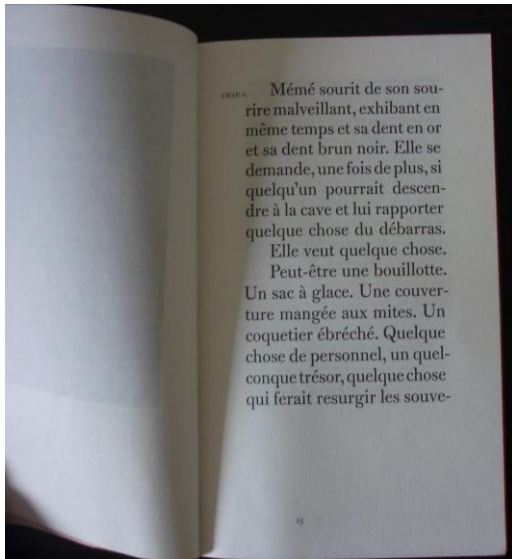 CHAP. 1. Mémé sourit de son sou-
rire malveillant, exhibant en
même temps et sa dent en or
et sa dent brun noir. Elle se
demande, une fois de plus, si
quelqu'un pourrait descen-
dre à la cave et lui rapporter
quelque chose du débarras.
Elle veut quelque chose.
Peut-être une bouillotte.
Un sac à glace. Une couver-
ture mangée aux mites. Un
coquetier ébréché. Quelque
chose de personnel, un quel-
conque trésor, quelque chose
qui ferait resurgir les souve-